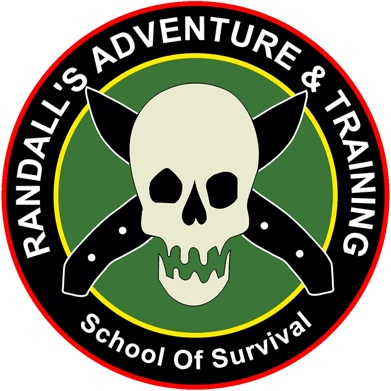 RANDALL'S ADVENTURE & TRAINING
School Of Survival